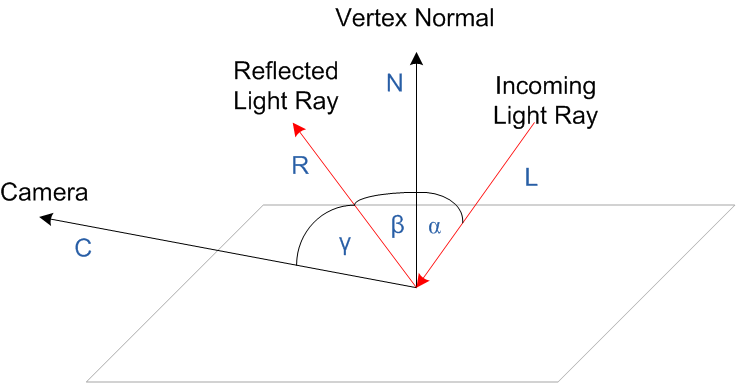 Vertex Normal
Reflected
Light Ray
N
Incoming
Light Ray
R
L
Camera
C
γ
β
α